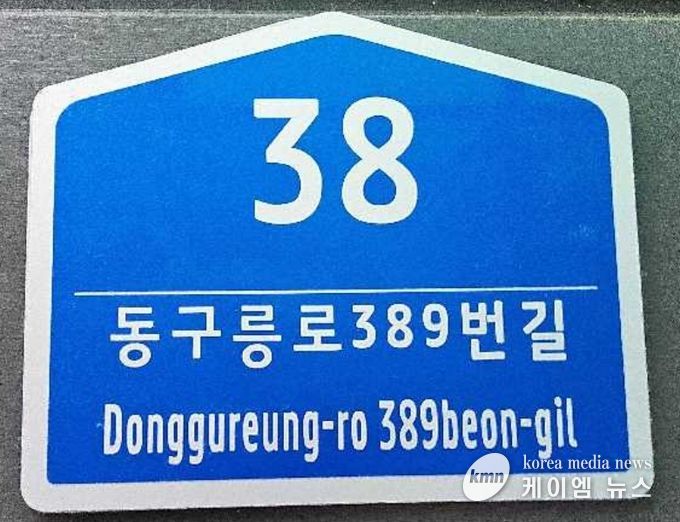 38
동구릉로389번길
Donggureung-ro 389beon-gil
kmn
korea media news
케이엠 뉴스